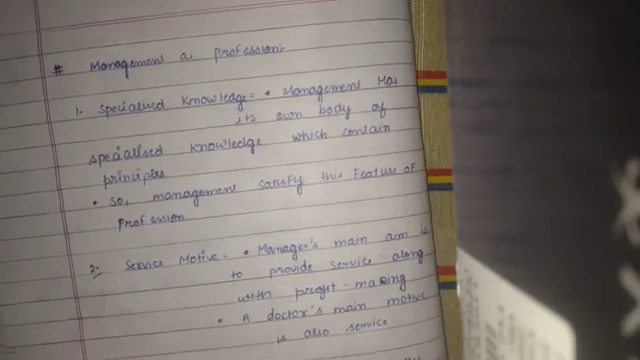 # Management as profession:-
1. Specialised Knowledge = • Management Has
its own body of
specialised knowledge which contain
principles
• so, management satisfy this Feature of
Profession
2:- Service Motive = • Manager's main aim is
to provide service along
with profit-making
• A doctor's main motive
is also service